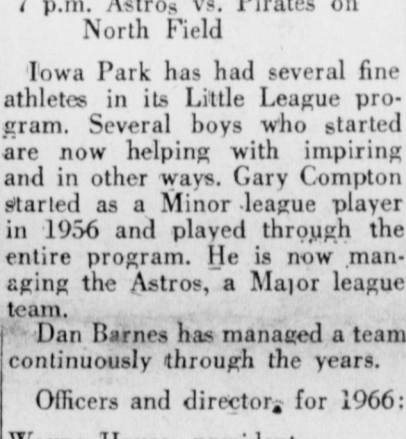 7 p.m. Astros vs. Pirates on
North Field
Iowa Park has had several fine
athletes in its Little League pro-
gram. Several boys who started
are now helping with impiring
and in other ways. Gary Compton
started as a Minor league player
in 1956 and played through the
entire program. He is now man-
aging the Astros, a Major league
team.
Dan Barnes has managed a team
continuously through the years.
Officers and director, for 1966: